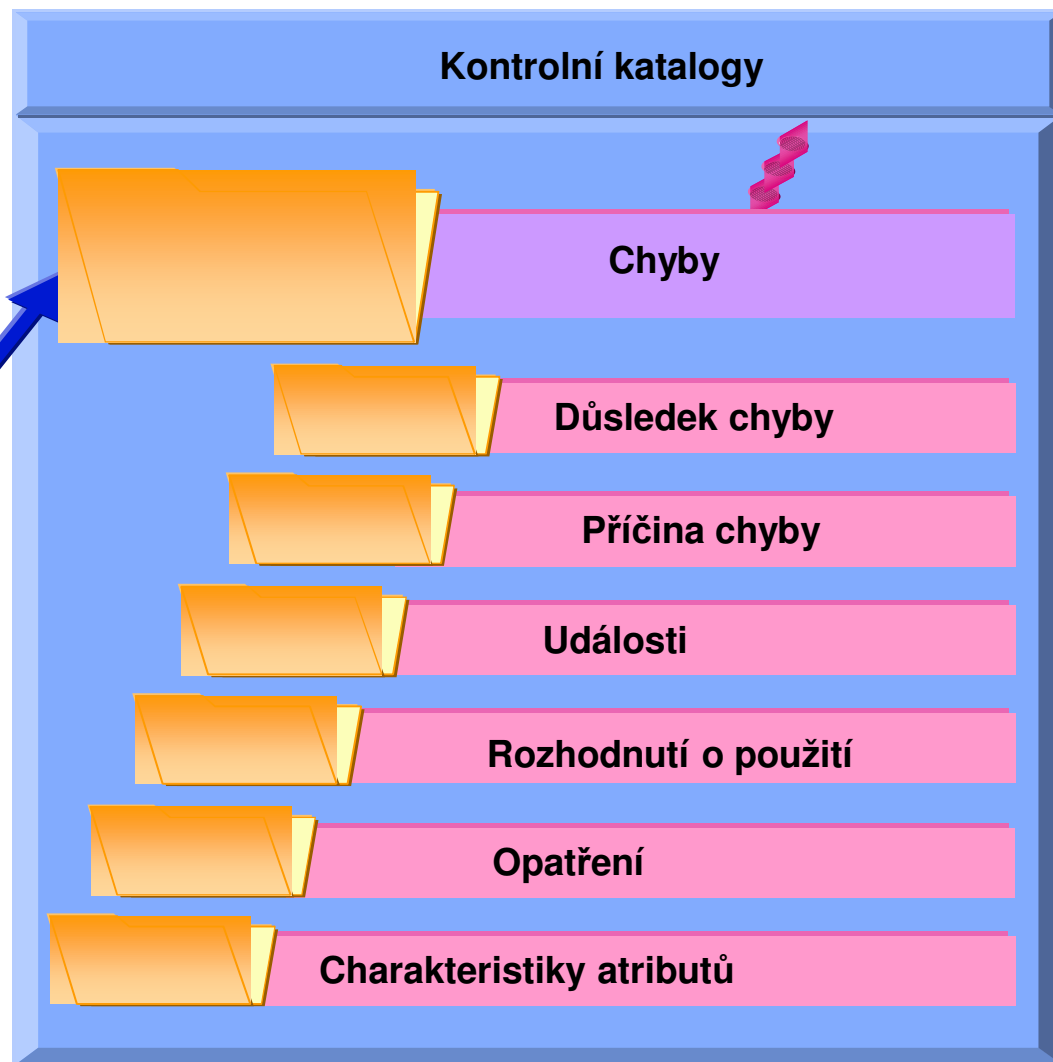 Kontrolní katalogy
Chyby
Důsledek chyby
Příčina chyby
Události
Rozhodnutí o použití
Opatření
Charakteristiky atributů